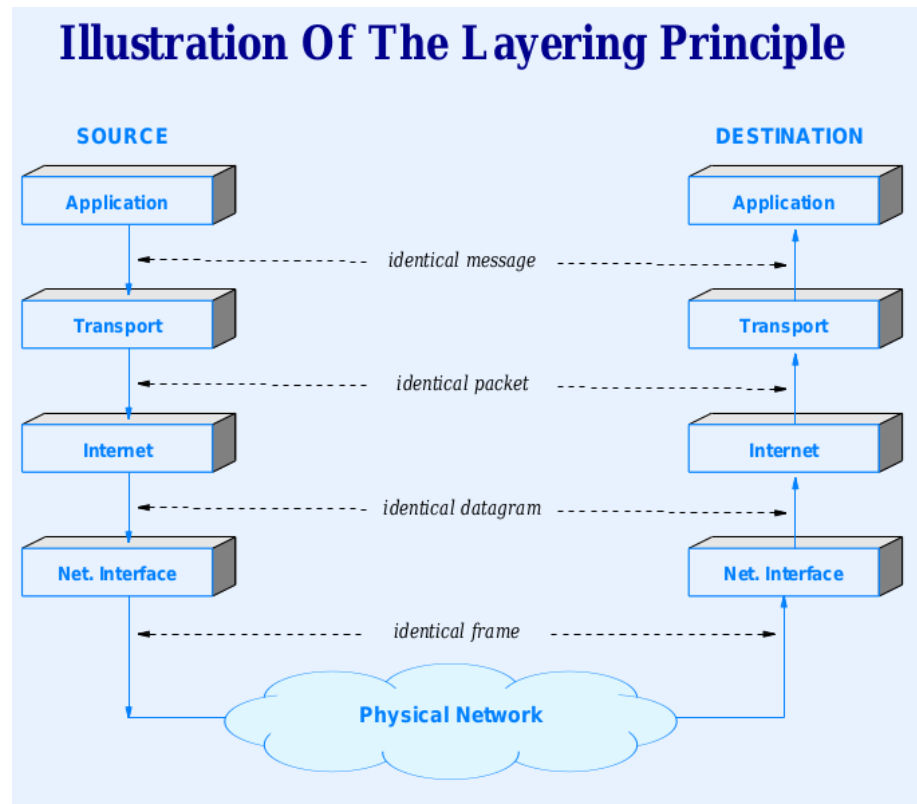 Illustration Of The Layering Principle
SOURCE
DESTINATION
Application
Application
identical message
Transport
Transport
identical packet
Internet
Internet
identical datagram
Net. Interface
Net. Interface
identical frame
Physical Network